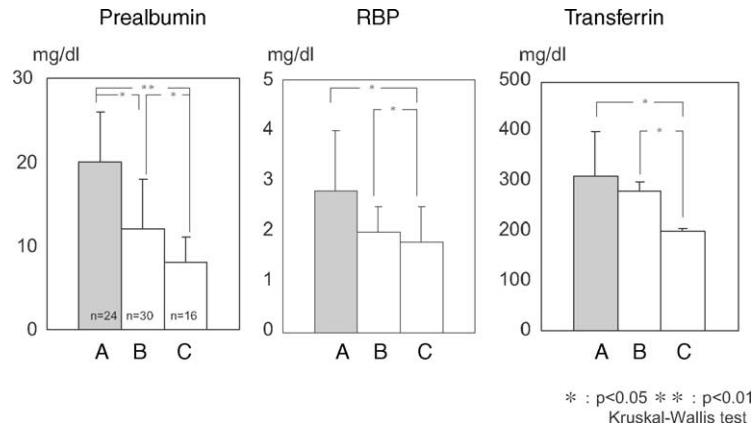 Prealbumin
mg/dl
30
20
10
0
** 
* *
n=24 n=30 n=16
A B C
RBP
mg/dl
5
4
3
2
1
0
*
*
A B C
Transferrin
mg/dl
500
400
300
200
100
0
*
*
A B C
* : p<0.05 ** : p<0.01
Kruskal-Wallis test